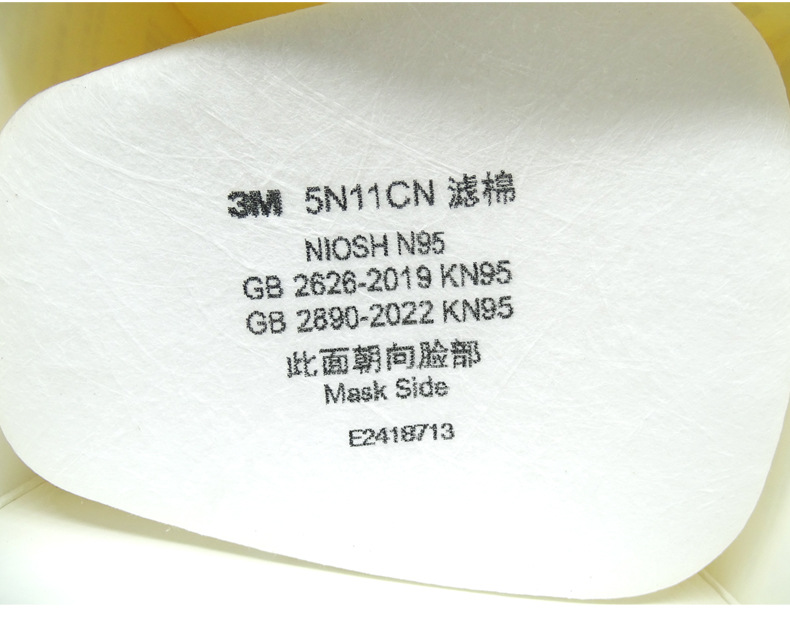 3M 5N11CN 滤棉
NIOSH N95
GB 2626-2019 KN95
GB 2890-2022 KN95
此面朝向脸部
Mask Side
E2418713